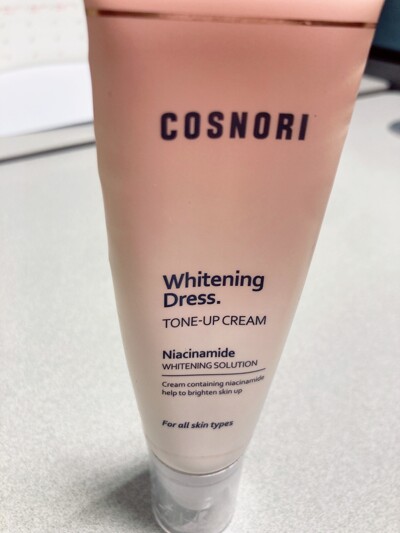 COSNORI
Whitening
Dress.
TONE-UP CREAM
Niacinamide
WHITENING SOLUTION
Cream containing niacinamide
help to brighten skin up
For all skin types